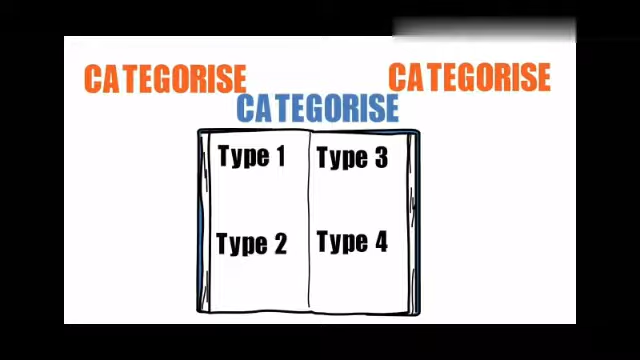 CATEGORISE
CATEGORISE
CATEGORISE
Type 1
Type 2
Type 3
Type 4